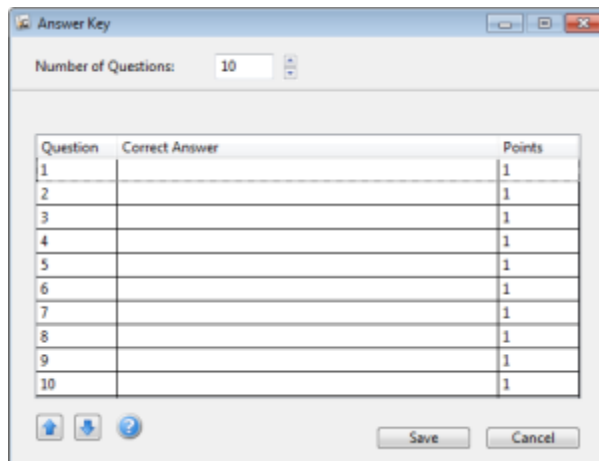 Answer Key
Number of Questions: 10
Question Correct Answer Points
1 1
2 1
3 1
4 1
5 1
6 1
7 1
8 1
9 1
10 1
?
Save Cancel